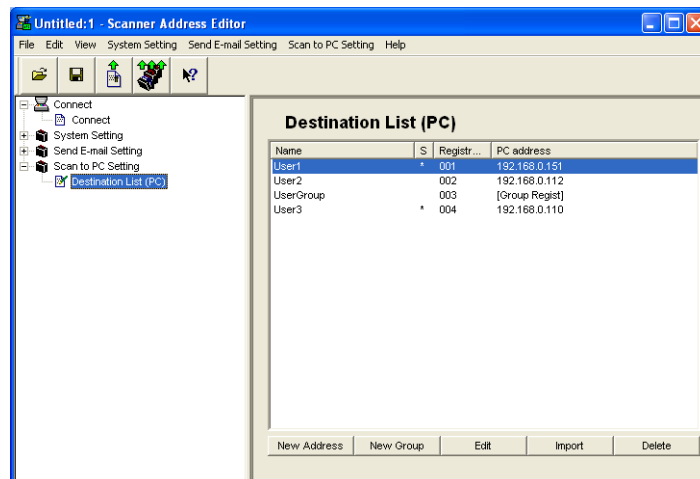 Untitled:1 - Scanner Address Editor
File Edit View System Setting Send E-mail Setting Scan to PC Setting Help
Connect
Connect
System Setting
Send E-mail Setting
Scan to PC Setting
Destination List (PC)
Destination List (PC)
Name S Registr... PC address
User1 * 001 192.168.0.151
User2 002 192.168.0.112
UserGroup 003 [Group Regist]
User3 * 004 192.168.0.110
New Address New Group Edit Import Delete